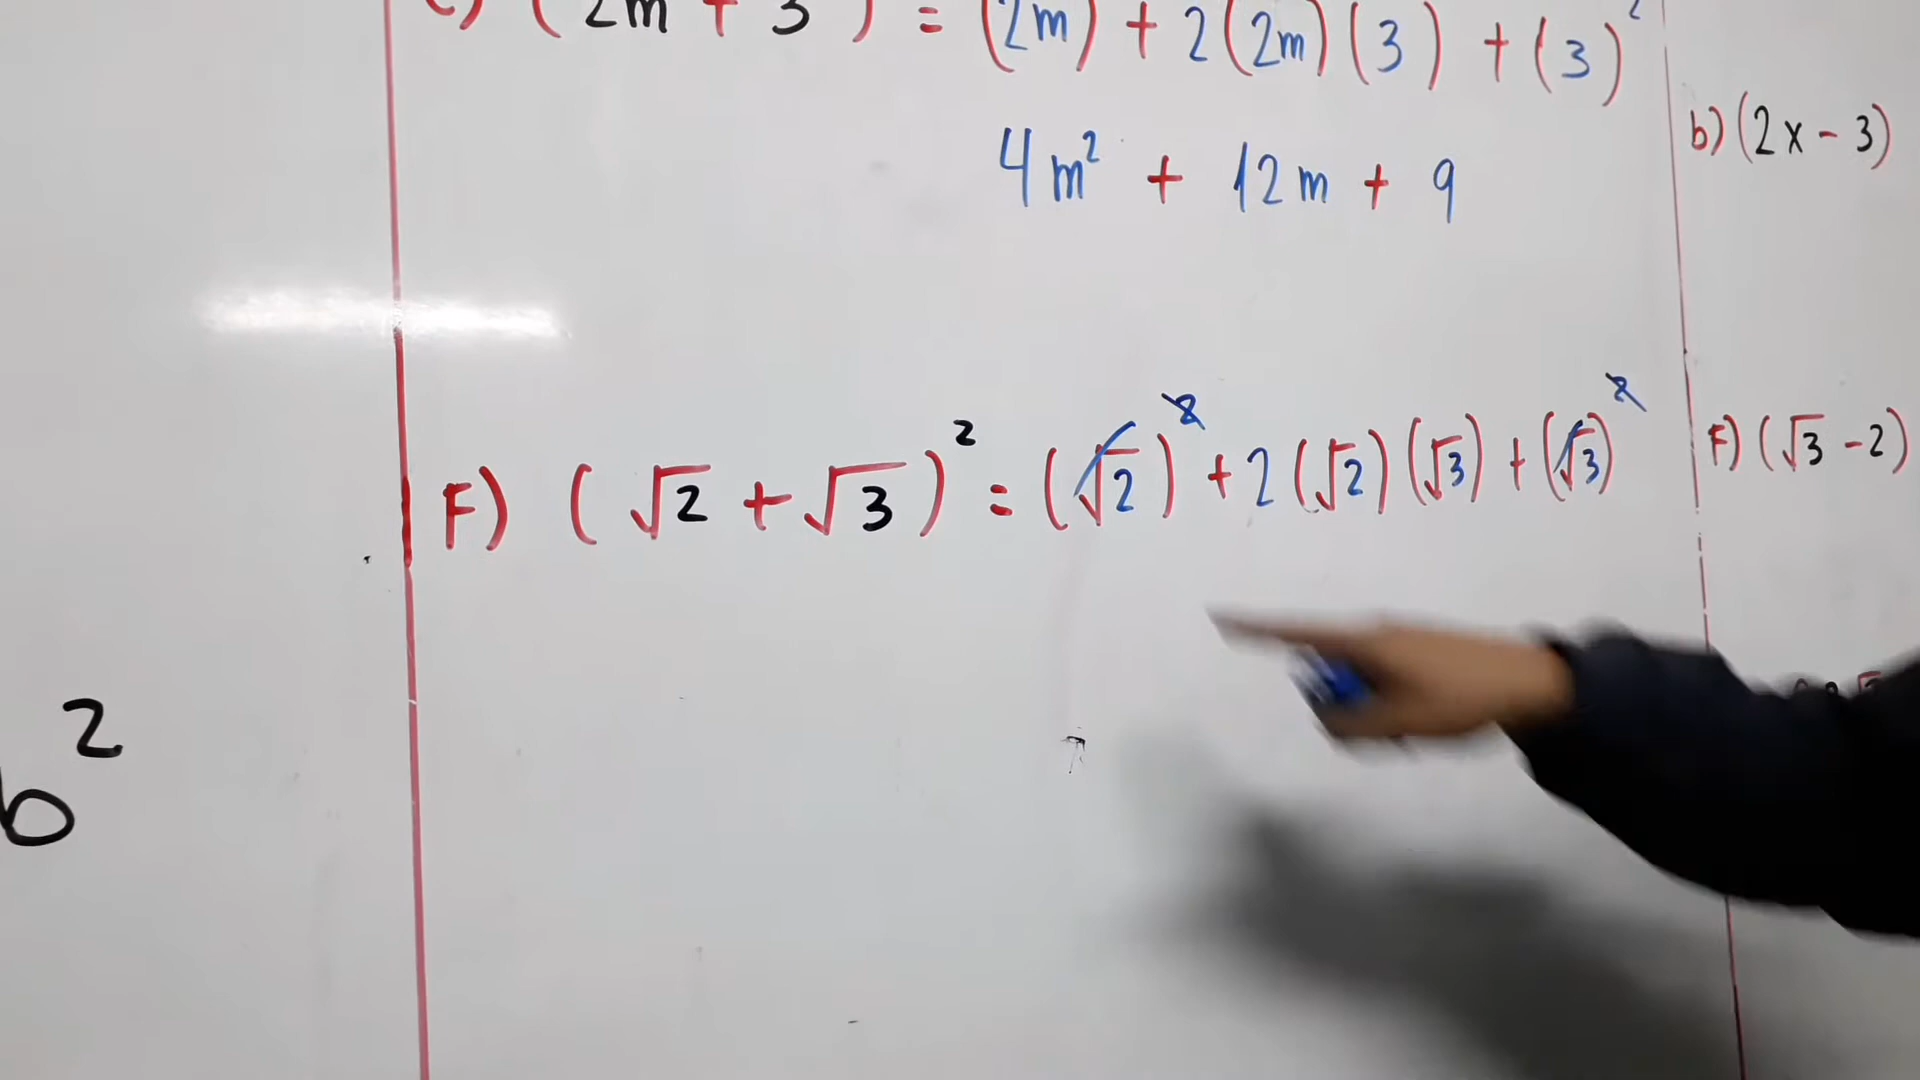 (2m + 3) = (2m) + 2(2m)(3) + (3)²
4m² + 12m + 9
F) (√2 + √3)² = (√2)² + 2(√2)(√3) + (√3)²
b²
b) (2x - 3)
F) (√3 - 2)